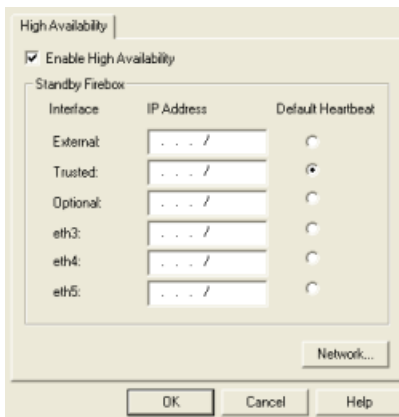 High Availability
Enable High Availability
Standby Firebox
Interface IP Address Default Heartbeat
External: . . . /
Trusted: . . . /
Optional: . . . /
eth3: . . . /
eth4: . . . /
eth5: . . . /
Network...
OK Cancel Help